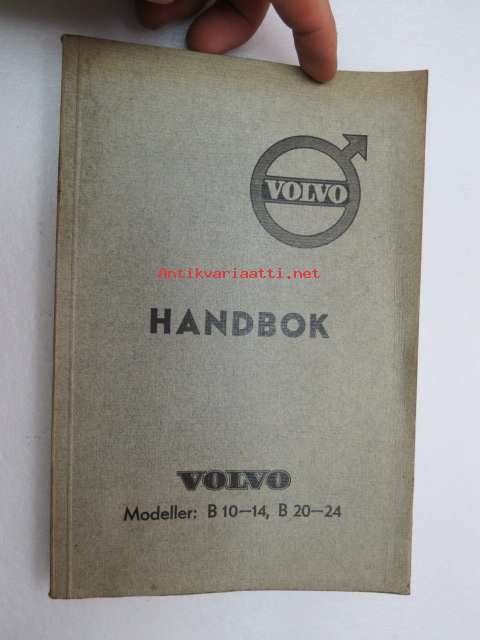 VOLVO
Antikvariaatti.net
HANDBOK
VOLVO
Modeller: B 10—14, B 20—24